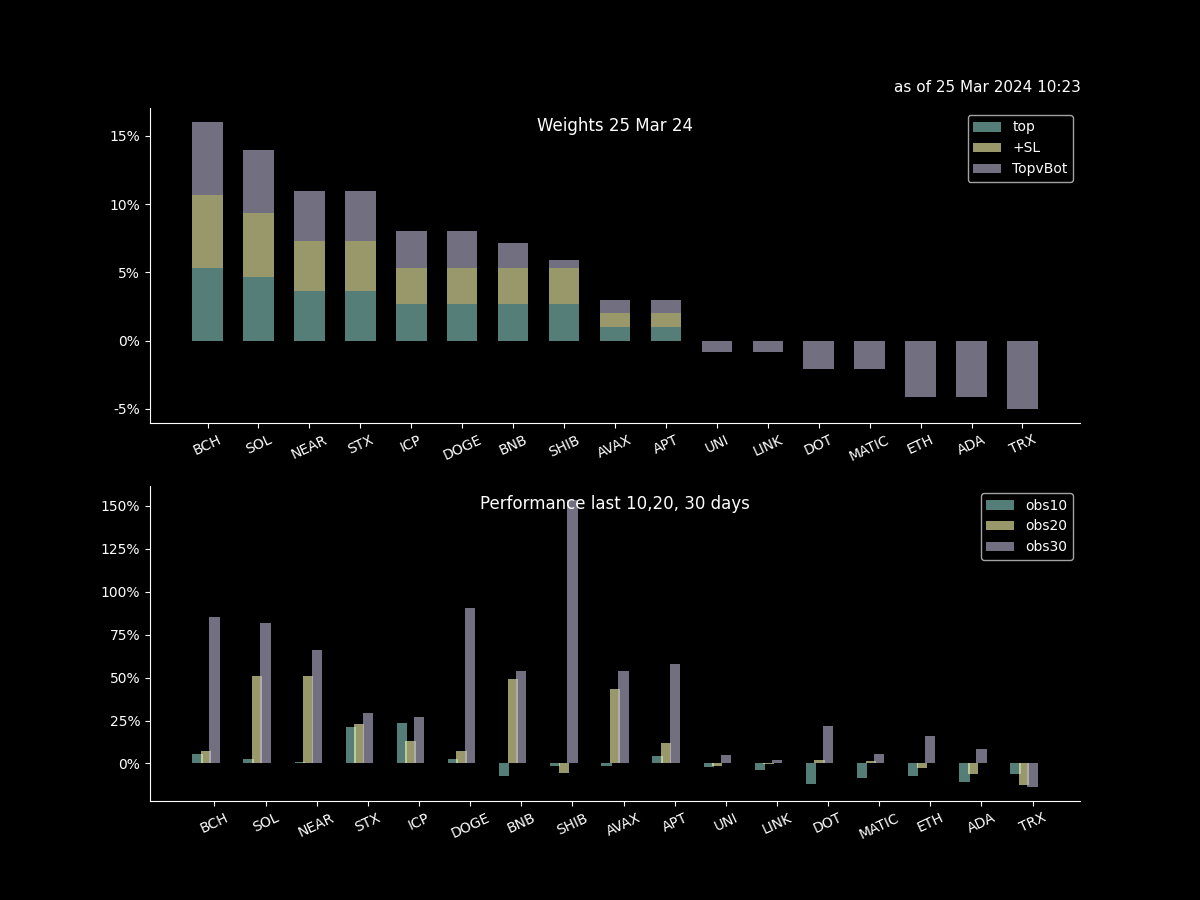 as of 25 Mar 2024 10:23
Weights 25 Mar 24
top
+SL
TopvBot
15%
10%
5%
0%
-5%
BCH SOL NEAR STX ICP DOGE BNB SHIB AVAX APT UNI LINK DOT MATIC ETH ADA TRX
Performance last 10,20, 30 days
obs10
obs20
obs30
150%
125%
100%
75%
50%
25%
0%
BCH SOL NEAR STX ICP DOGE BNB SHIB AVAX APT UNI LINK DOT MATIC ETH ADA TRX